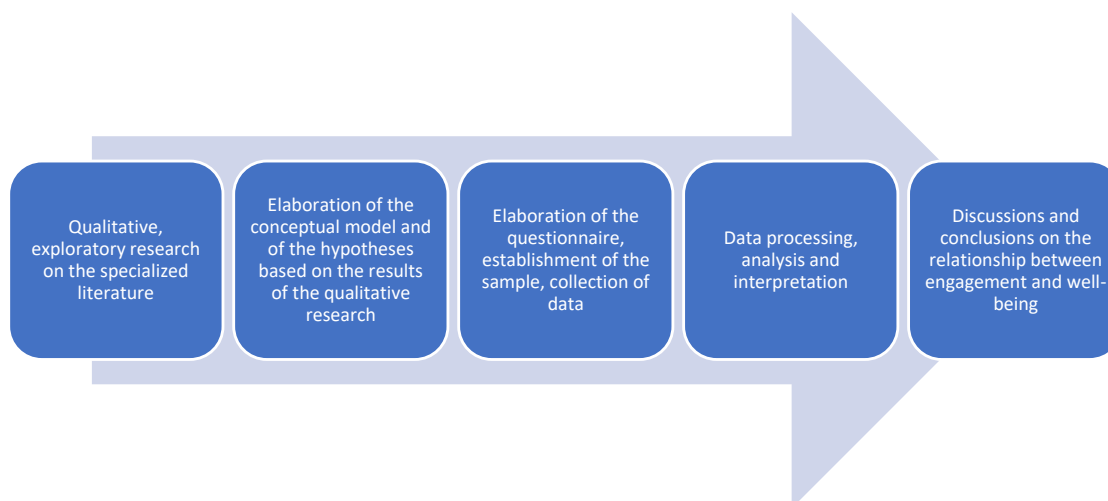 Qualitative,
exploratory research
on the specialized
literature
Elaboration of the
conceptual model and
of the hypotheses
based on the results
of the qualitative
research
Elaboration of the
questionnaire,
establishment of the
sample, collection of
data
Data processing,
analysis and
interpretation
Discussions and
conclusions on the
relationship between
engagement and well-
being